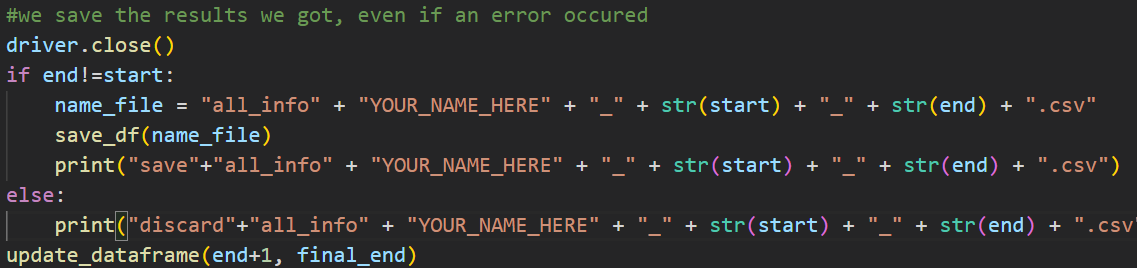 #we save the results we got, even if an error occured
driver.close()
if end!=start:
    name_file = "all_info" + "YOUR_NAME_HERE" + "_" + str(start) + "_" + str(end) + ".csv"
    save_df(name_file)
    print("save"+"all_info" + "YOUR_NAME_HERE" + "_" + str(start) + "_" + str(end) + ".csv")
else:
    print("discard"+"all_info" + "YOUR_NAME_HERE" + "_" + str(start) + "_" + str(end) + ".csv
update_dataframe(end+1, final_end)